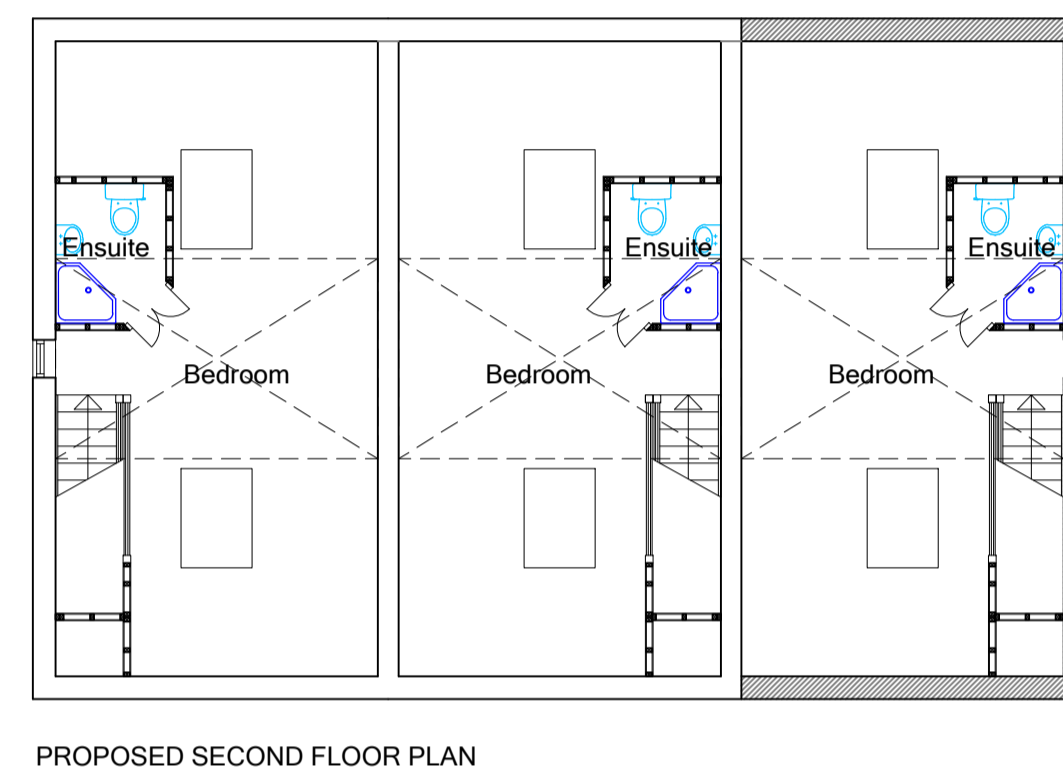 Ensuite
Ensuite
Ensuite
Bedroom
Bedroom
Bedroom
PROPOSED SECOND FLOOR PLAN